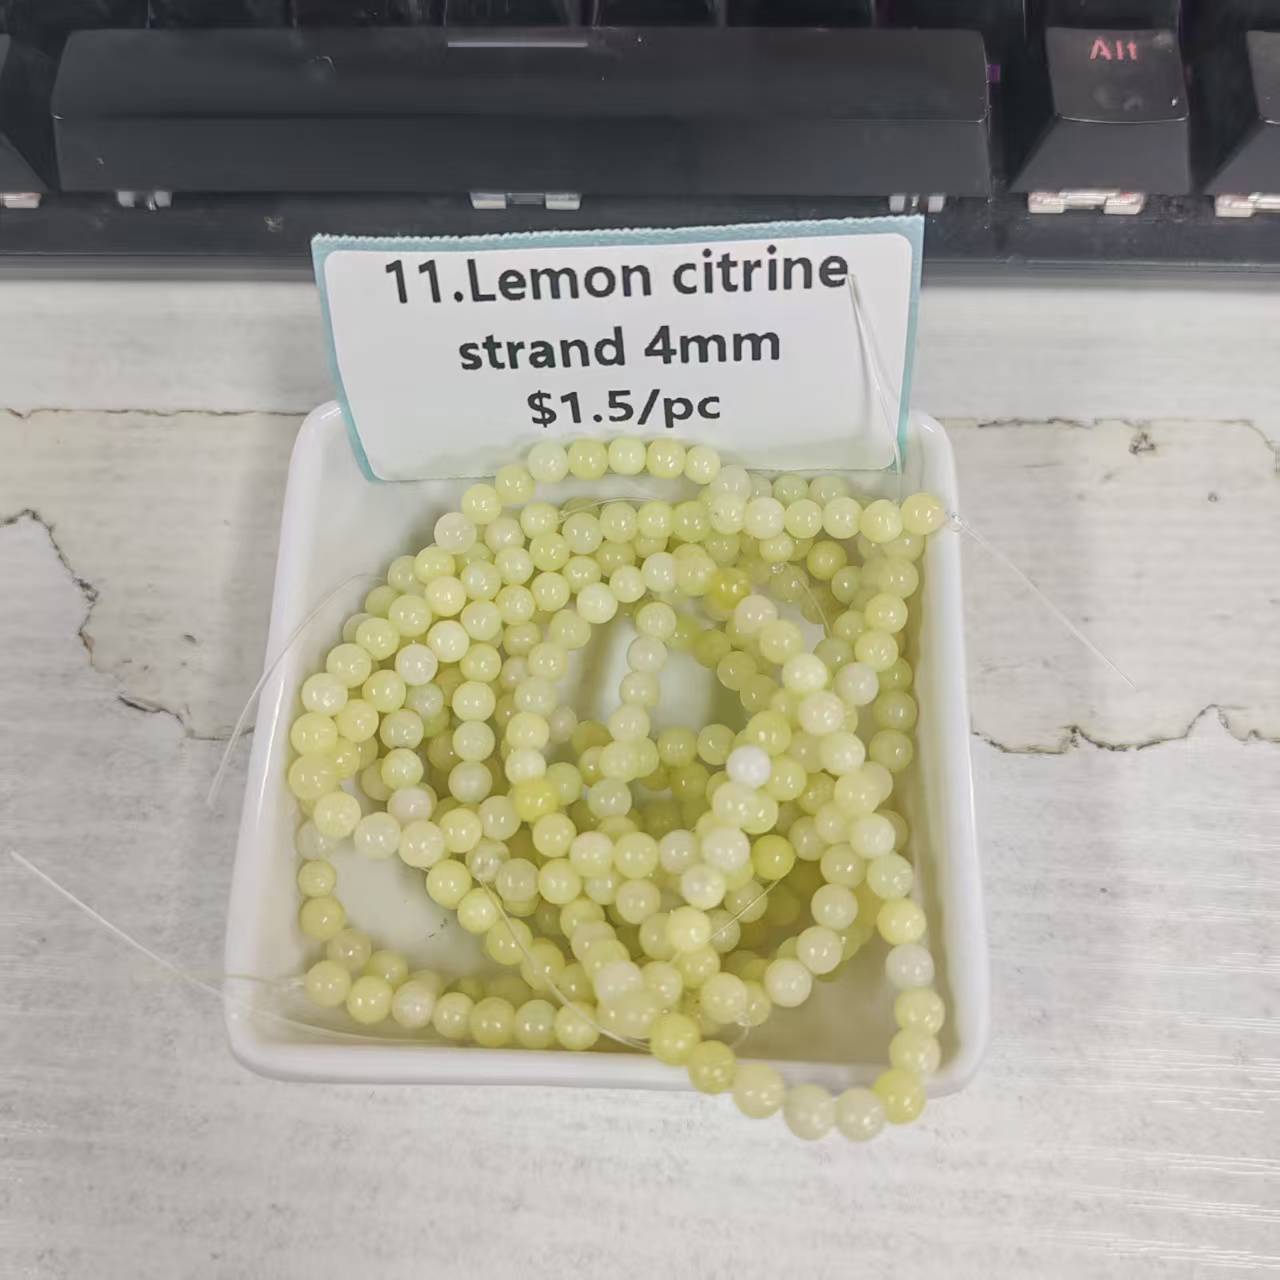 Alt
11.Lemon citrine
strand 4mm
$1.5/pc